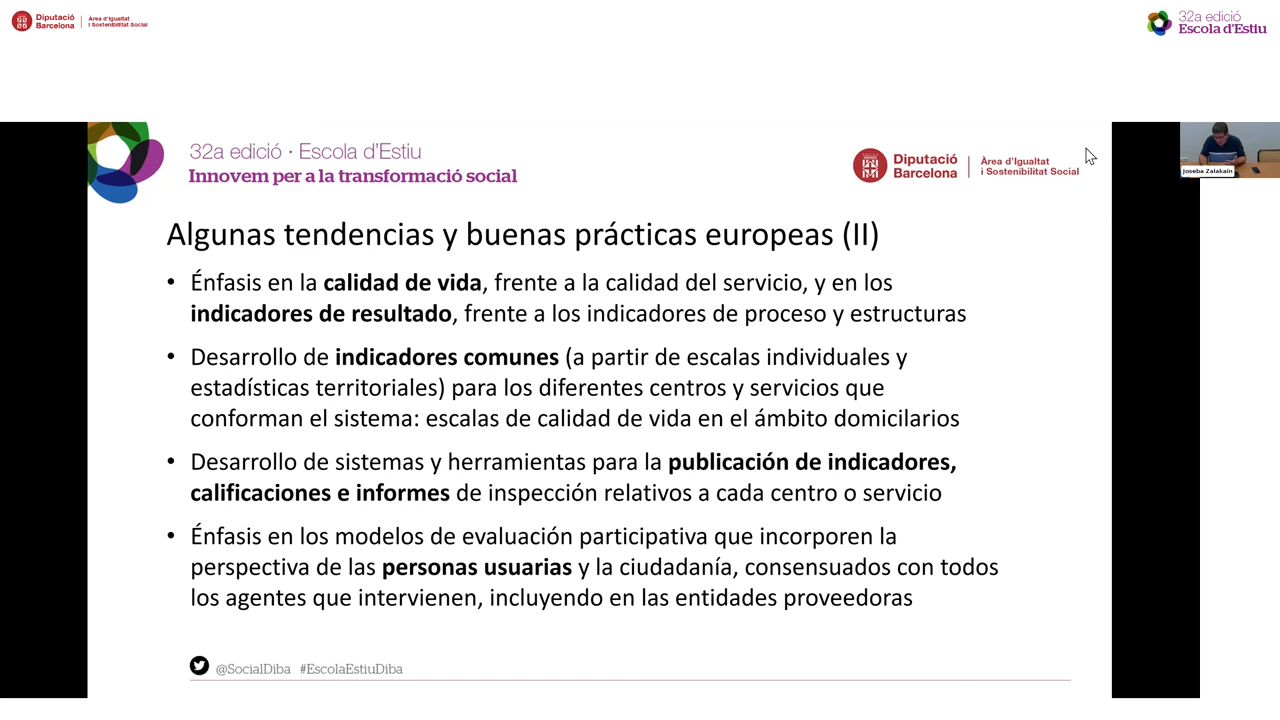 Diputació
Barcelona
Àrea d'Igualtat
i Sostenibilitat Social
32a edició
Escola d'Estiu
32a edició · Escola d'Estiu
Innovem per a la transformació social
Diputació
Barcelona
Àrea d'Igualtat
i Sostenibilitat Social
Joseba Zalakain
Algunas tendencias y buenas prácticas europeas (II)
• Énfasis en la calidad de vida, frente a la calidad del servicio, y en los
indicadores de resultado, frente a los indicadores de proceso y estructuras
• Desarrollo de indicadores comunes (a partir de escalas individuales y
estadísticas territoriales) para los diferentes centros y servicios que
conforman el sistema: escalas de calidad de vida en el ámbito domicilarios
• Desarrollo de sistemas y herramientas para la publicación de indicadores,
calificaciones e informes de inspección relativos a cada centro o servicio
• Énfasis en los modelos de evaluación participativa que incorporen la
perspectiva de las personas usuarias y la ciudadanía, consensuados con todos
los agentes que intervienen, incluyendo en las entidades proveedoras
@SocialDiba #EscolaEstiuDiba